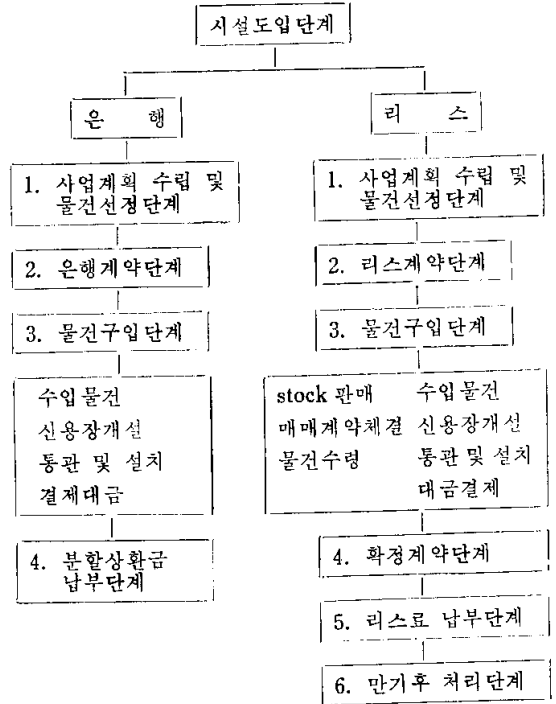 시설도입단계
은 행
1. 사업계획 수립 및
물건선정단계
2. 은행계약단계
3. 물건구입단계
수입물건
신용장개설
통관 및 설치
결제대금
4. 분할상환금
납부단계
리 스
1. 사업계획 수립 및
물건선정단계
2. 리스계약단계
3. 물건구입단계
stock 판매 수입물건
매매계약체결 신용장개설
물건수령 통관 및 설치
대금결제
4. 확정계약단계
5. 리스료 납부단계
6. 만기후 처리단계